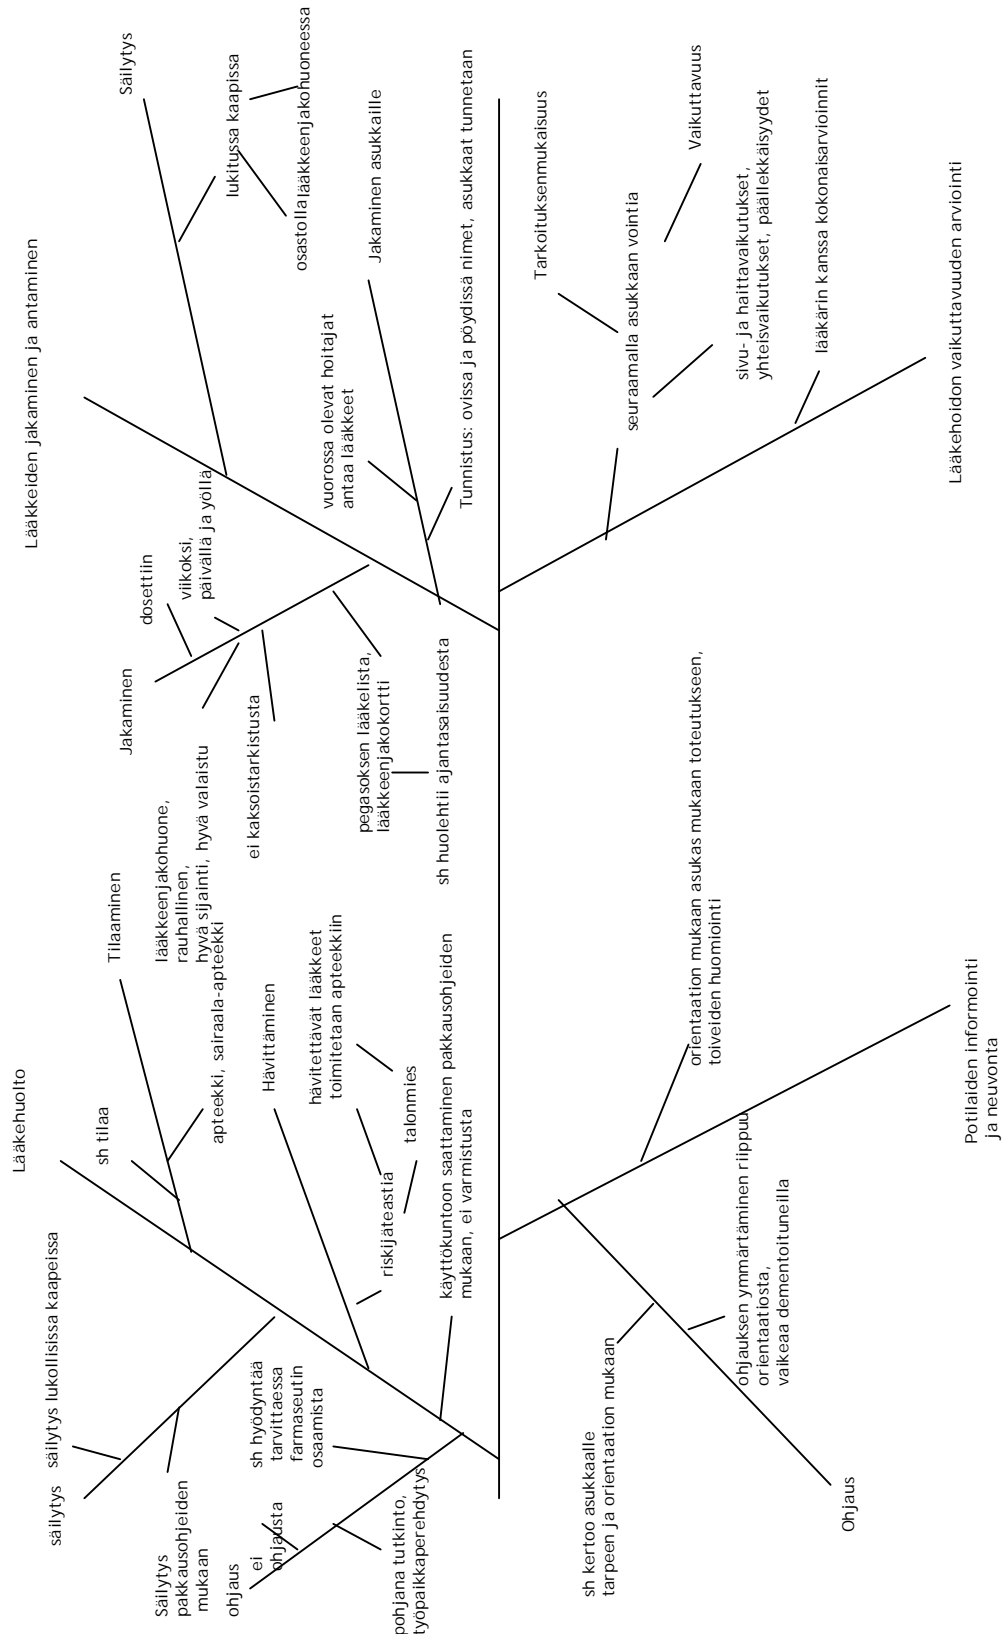 Lääkehuolto
säilytys
säilytys lukollisissa kaapeissa
Säilytys
pakkausohjeiden
mukaan
ohjaus
ei
ohjausta
sh hyödyntää
tarvittaessa
farmaseutin
osaamista
pohjana tutkinto,
työpaikkaperehdytys
Tilaaminen
sh tilaa
apteekki, sairaala-apteekki
Hävittäminen
hävitettävät lääkkeet
toimitetaan apteekkiin
riskijäteastia
talonmies
käyttökuntoon saattaminen pakkausohjeiden
mukaan, ei varmistusta
Lääkkeiden jakaminen ja antaminen
Jakaminen
dosettiin
viikoksi,
päivällä ja yöllä
lääkkeenjakohuone,
rauhallinen,
hyvä sijainti, hyvä valaistu
ei kaksoistarkistusta
pegasoksen lääkelista,
lääkkeenjakokortti
sh huolehtii ajantasaisuudesta
Säilytys
lukitussa kaapissa
osastolla
lääkkeenjakohuoneessa
Jakaminen asukkaille
vuorossa olevat hoitajat
antaa lääkkeet
Tunnistus: ovissa ja pöydissä nimet, asukkaat tunnetaan
Potilaiden informointi
ja neuvonta
orientaation mukaan asukas mukaan toteutukseen,
toiveiden huomiointi
Ohjaus
sh kertoo asukkaalle
tarpeen ja orientaation mukaan
ohjauksen ymmärtäminen riippuu
orientaatiosta,
vaikeaa dementoituneilla
Lääkehoidon vaikuttavuuden arviointi
Tarkoituksenmukaisuus
seuraamalla asukkaan vointia
Vaikuttavuus
sivu- ja haittavaikutukset,
yhteisvaikutukset, päällekkäisyydet
lääkärin kanssa kokonaisarvioinnit